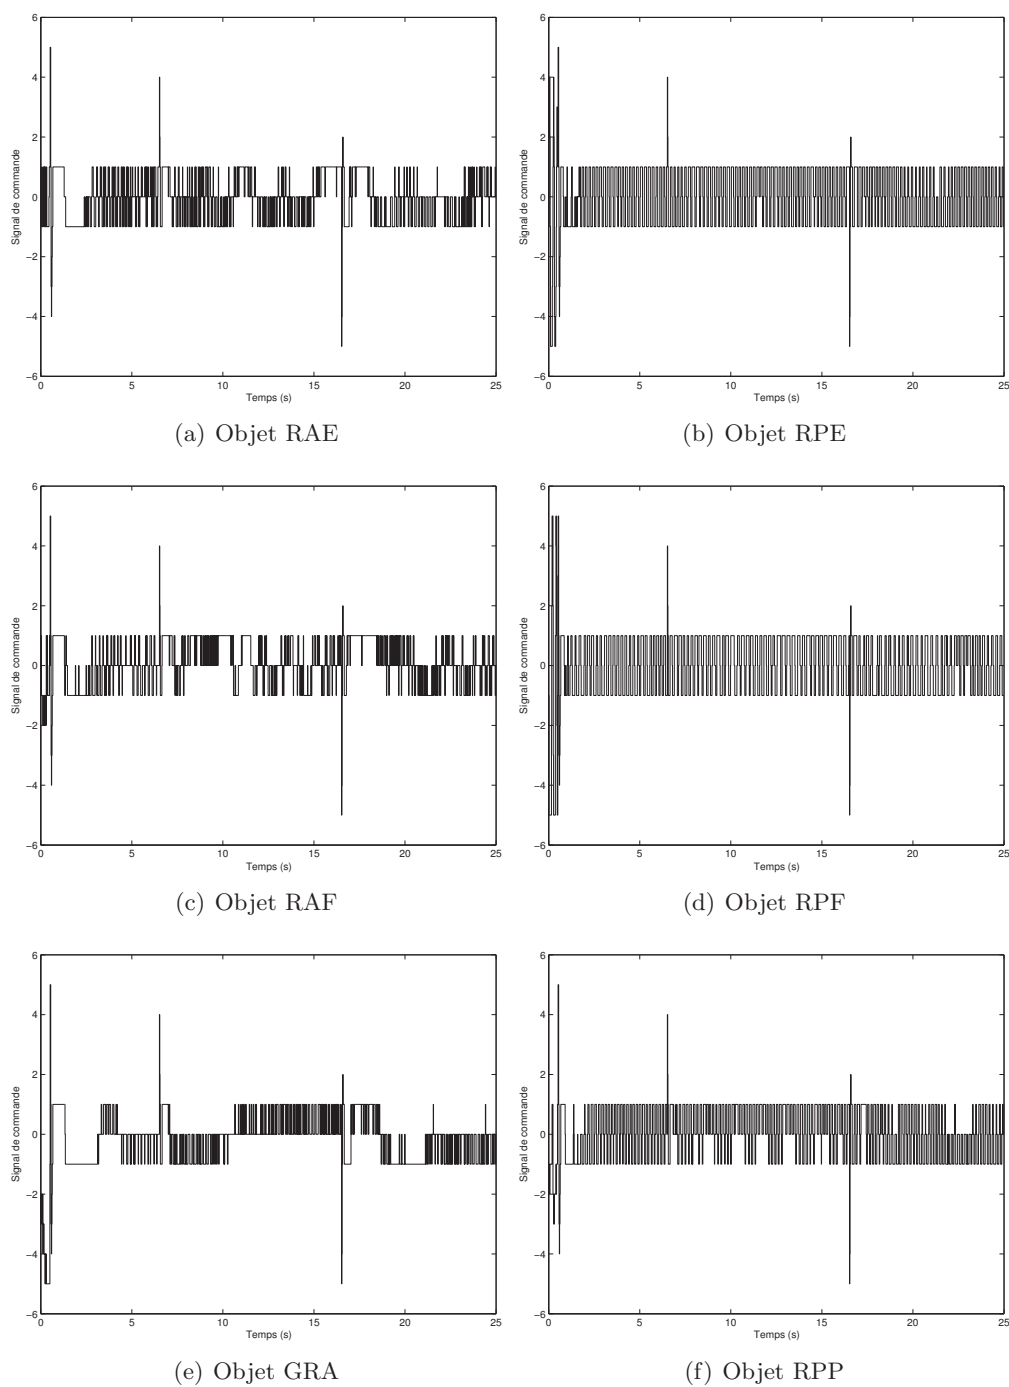 6
4
2
0
−2
−4
−6
Signal de commande
0 5 10 15 20 25
Temps (s)
(a) Objet RAE
6
4
2
0
−2
−4
−6
Signal de commande
0 5 10 15 20 25
Temps (s)
(b) Objet RPE
6
4
2
0
−2
−4
−6
Signal de commande
0 5 10 15 20 25
Temps (s)
(c) Objet RAF
6
4
2
0
−2
−4
−6
Signal de commande
0 5 10 15 20 25
Temps (s)
(d) Objet RPF
6
4
2
0
−2
−4
−6
Signal de commande
0 5 10 15 20 25
Temps (s)
(e) Objet GRA
6
4
2
0
−2
−4
−6
Signal de commande
0 5 10 15 20 25
Temps (s)
(f) Objet RPP